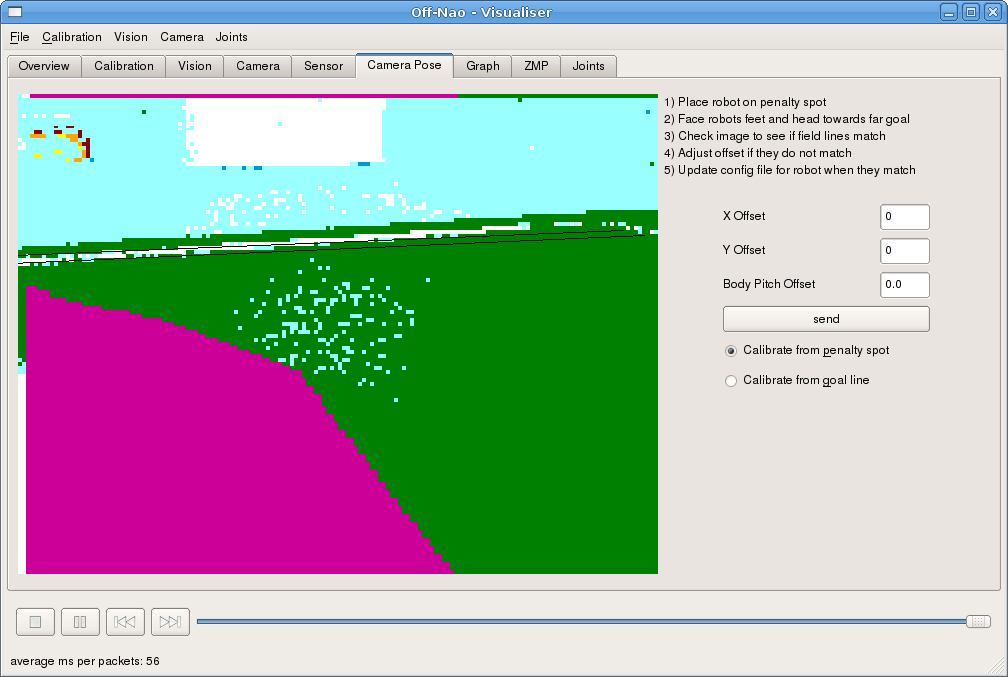 Off-Nao - Visualiser
File Calibration Vision Camera Joints
Overview Calibration Vision Camera Sensor Camera Pose Graph ZMP Joints
1) Place robot on penalty spot
2) Face robots feet and head towards far goal
3) Check image to see if field lines match
4) Adjust offset if they do not match
5) Update config file for robot when they match
X Offset 0
Y Offset 0
Body Pitch Offset 0.0
send
Calibrate from penalty spot
Calibrate from goal line
average ms per packets: 56